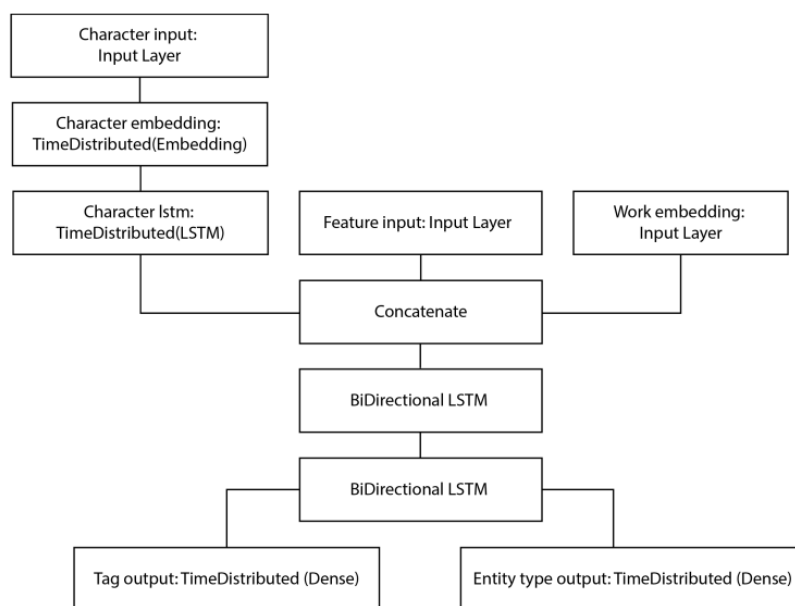 Character input:
Input Layer
Character embedding:
TimeDistributed(Embedding)
Character lstm:
TimeDistributed(LSTM)
Feature input: Input Layer
Work embedding:
Input Layer
Concatenate
BiDirectional LSTM
BiDirectional LSTM
Tag output: TimeDistributed (Dense)
Entity type output: TimeDistributed (Dense)